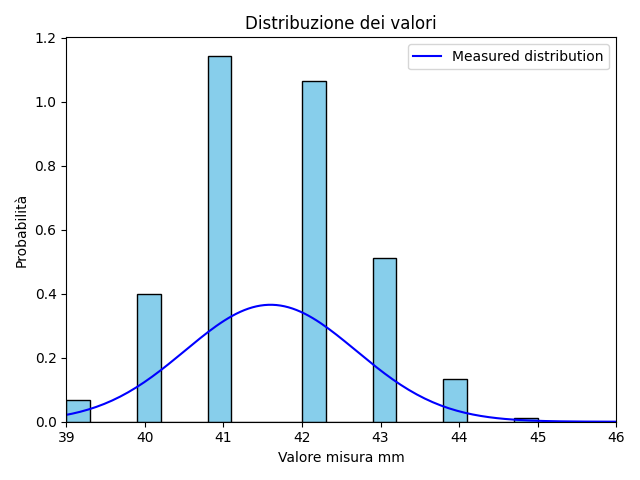 Distribuzione dei valori
Measured distribution
Probabilità
1.2
1.0
0.8
0.6
0.4
0.2
0.0
39 40 41 42 43 44 45 46
Valore misura mm